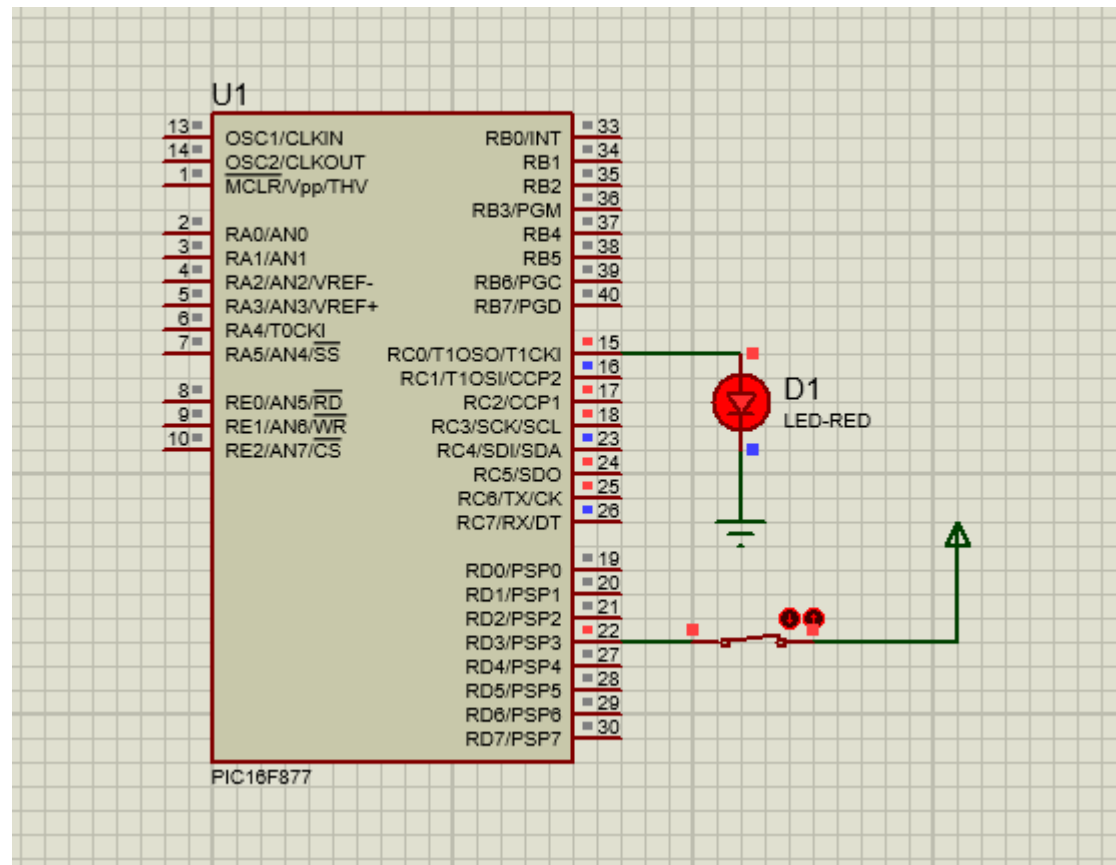 U1
13 OSC1/CLKIN RB0/INT 33
14 OSC2/CLKOUT RB1 34
1 MCLR/Vpp/THV RB2 35
RB3/PGM 36
2 RA0/AN0 RB4 37
3 RA1/AN1 RB5 38
4 RA2/AN2/VREF- RB6/PGC 39
5 RA3/AN3/VREF+ RB7/PGD 40
6 RA4/T0CKI
7 RA5/AN4/SS RC0/T1OSO/T1CKI 15
RC1/T1OSI/CCP2 16
8 RE0/AN5/RD RC2/CCP1 17
9 RE1/AN6/WR RC3/SCK/SCL 18
10 RE2/AN7/CS RC4/SDI/SDA 23
RC5/SDO 24
RC6/TX/CK 25
RC7/RX/DT 26
RD0/PSP0 19
RD1/PSP1 20
RD2/PSP2 21
RD3/PSP3 22
RD4/PSP4 27
RD5/PSP5 28
RD6/PSP6 29
RD7/PSP7 30
PIC16F877
D1
LED-RED